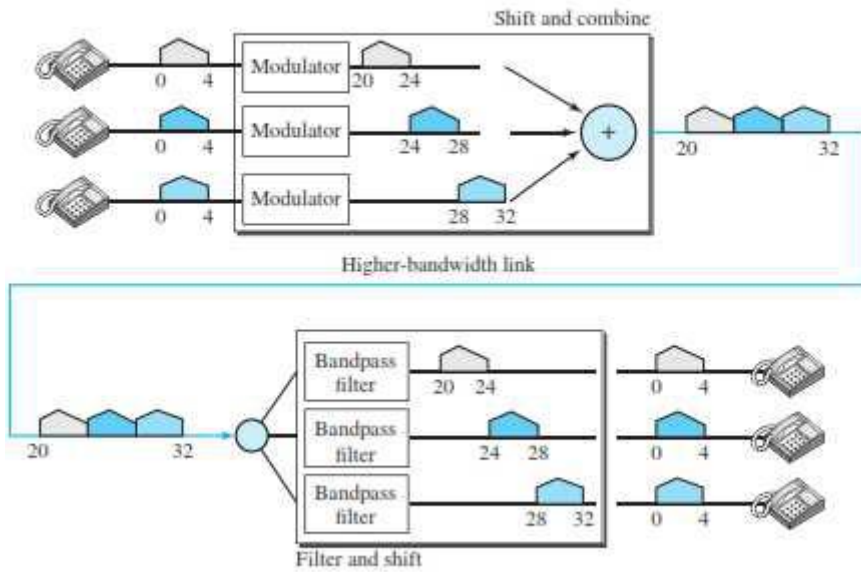 Shift and combine
0 4 Modulator 20 24
0 4 Modulator 24 28 + 20 32
0 4 Modulator 28 32
Higher-bandwidth link
Bandpass
filter 20 24 0 4
20 32 Bandpass
filter 24 28 0 4
Bandpass
filter 28 32 0 4
Filter and shift